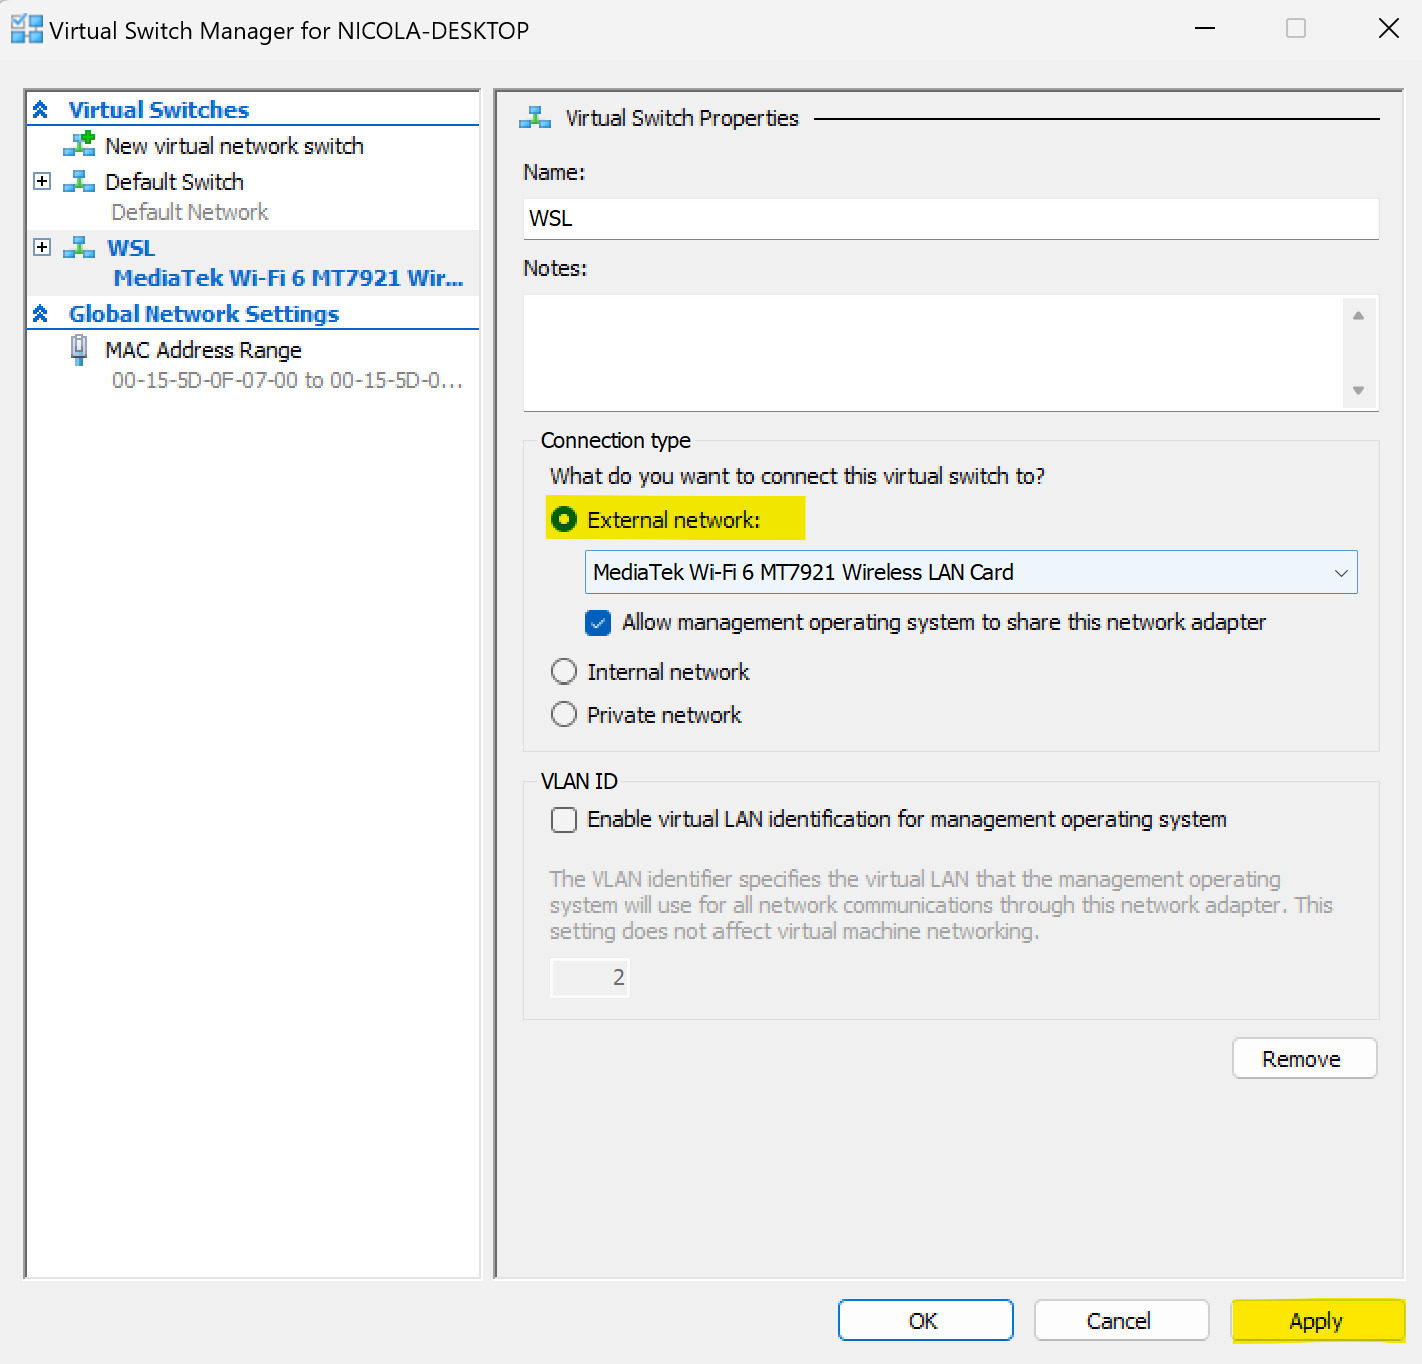 Virtual Switch Manager for NICOLA-DESKTOP
Virtual Switches
New virtual network switch
Default Switch
Default Network
WSL
MediaTek Wi-Fi 6 MT7921 Wir...
Global Network Settings
MAC Address Range
00-15-5D-0F-07-00 to 00-15-5D-0...
Virtual Switch Properties
Name:
WSL
Notes:
Connection type
What do you want to connect this virtual switch to?
External network:
MediaTek Wi-Fi 6 MT7921 Wireless LAN Card
Allow management operating system to share this network adapter
Internal network
Private network
VLAN ID
Enable virtual LAN identification for management operating system
The VLAN identifier specifies the virtual LAN that the management operating
system will use for all network communications through this network adapter. This
setting does not affect virtual machine networking.
2
Remove
OK
Cancel
Apply